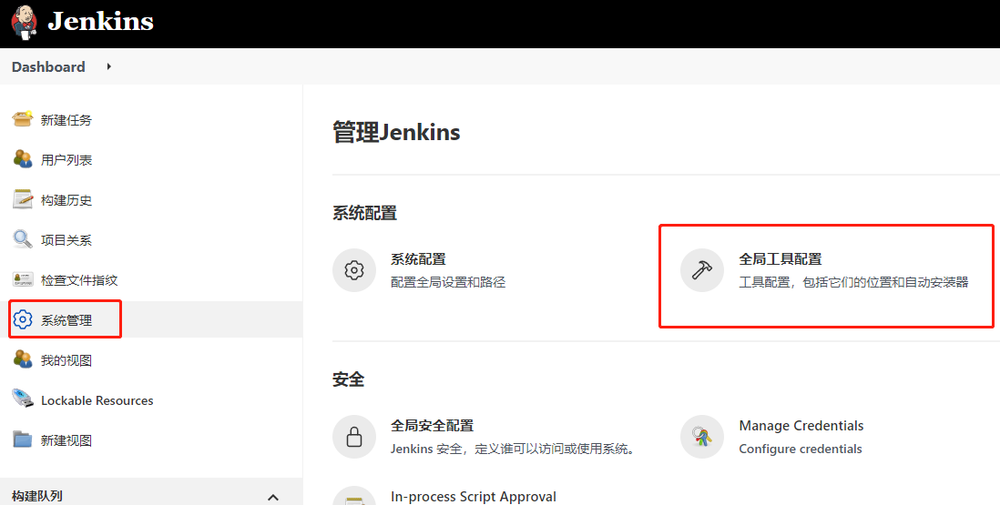 Jenkins
Dashboard
新建任务
用户列表
构建历史
项目关系
检查文件指纹
系统管理
我的视图
Lockable Resources
新建视图
构建队列
管理Jenkins
系统配置
系统配置
配置全局设置和路径
全局工具配置
工具配置，包括它们的位置和自动安装器
安全
全局安全配置
Jenkins 安全，定义谁可以访问或使用系统。
Manage Credentials
Configure credentials
In-process Script Approval